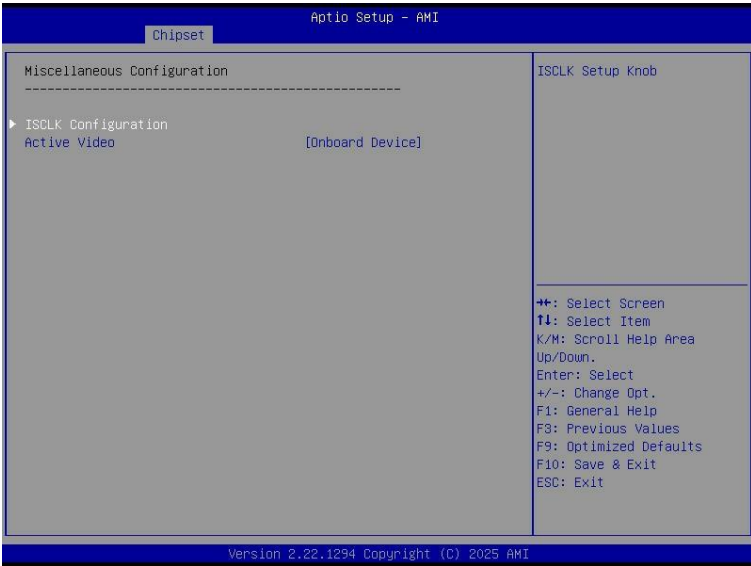 Aptio Setup - AMI
Chipset
Miscellaneous Configuration
--------------------------------------------------
ISCLK Configuration
Active Video [Onboard Device]
ISCLK Setup Knob
→←: Select Screen
↑↓: Select Item
K/M: Scroll Help Area
Up/Down.
Enter: Select
+/-: Change Opt.
F1: General Help
F3: Previous Values
F9: Optimized Defaults
F10: Save & Exit
ESC: Exit
Version 2.22.1294 Copyright (C) 2025 AMI